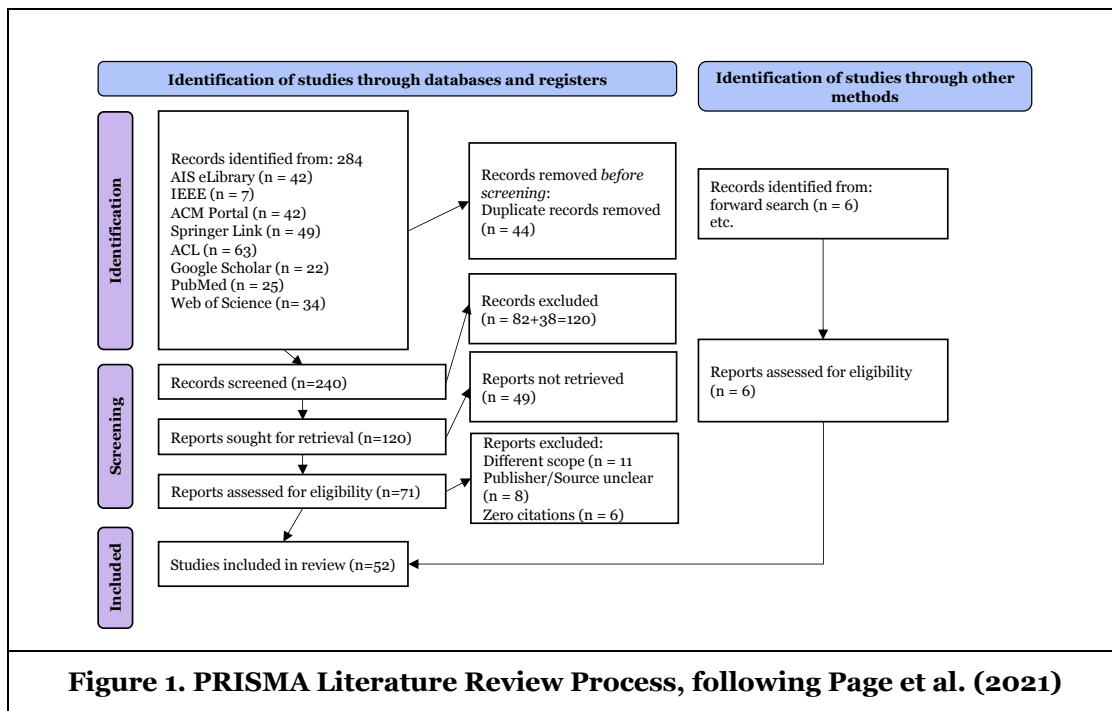 Identification of studies through databases and registers
Identification of studies through other
methods
Identification
Records identified from: 284
AIS eLibrary (n = 42)
IEEE (n = 7)
ACM Portal (n = 42)
Springer Link (n = 49)
ACL (n = 63)
Google Scholar (n = 22)
PubMed (n = 25)
Web of Science (n= 34)
Records removed before
screening:
Duplicate records removed
(n = 44)
Records identified from:
forward search (n = 6)
etc.
Records excluded
(n = 82+38=120)
Screening
Records screened (n=240)
Reports not retrieved
(n = 49)
Reports assessed for eligibility
(n = 6)
Reports sought for retrieval (n=120)
Reports assessed for eligibility (n=71)
Reports excluded:
Different scope (n = 11
Publisher/Source unclear
(n = 8)
Zero citations (n = 6)
Included
Studies included in review (n=52)
Figure 1. PRISMA Literature Review Process, following Page et al. (2021)